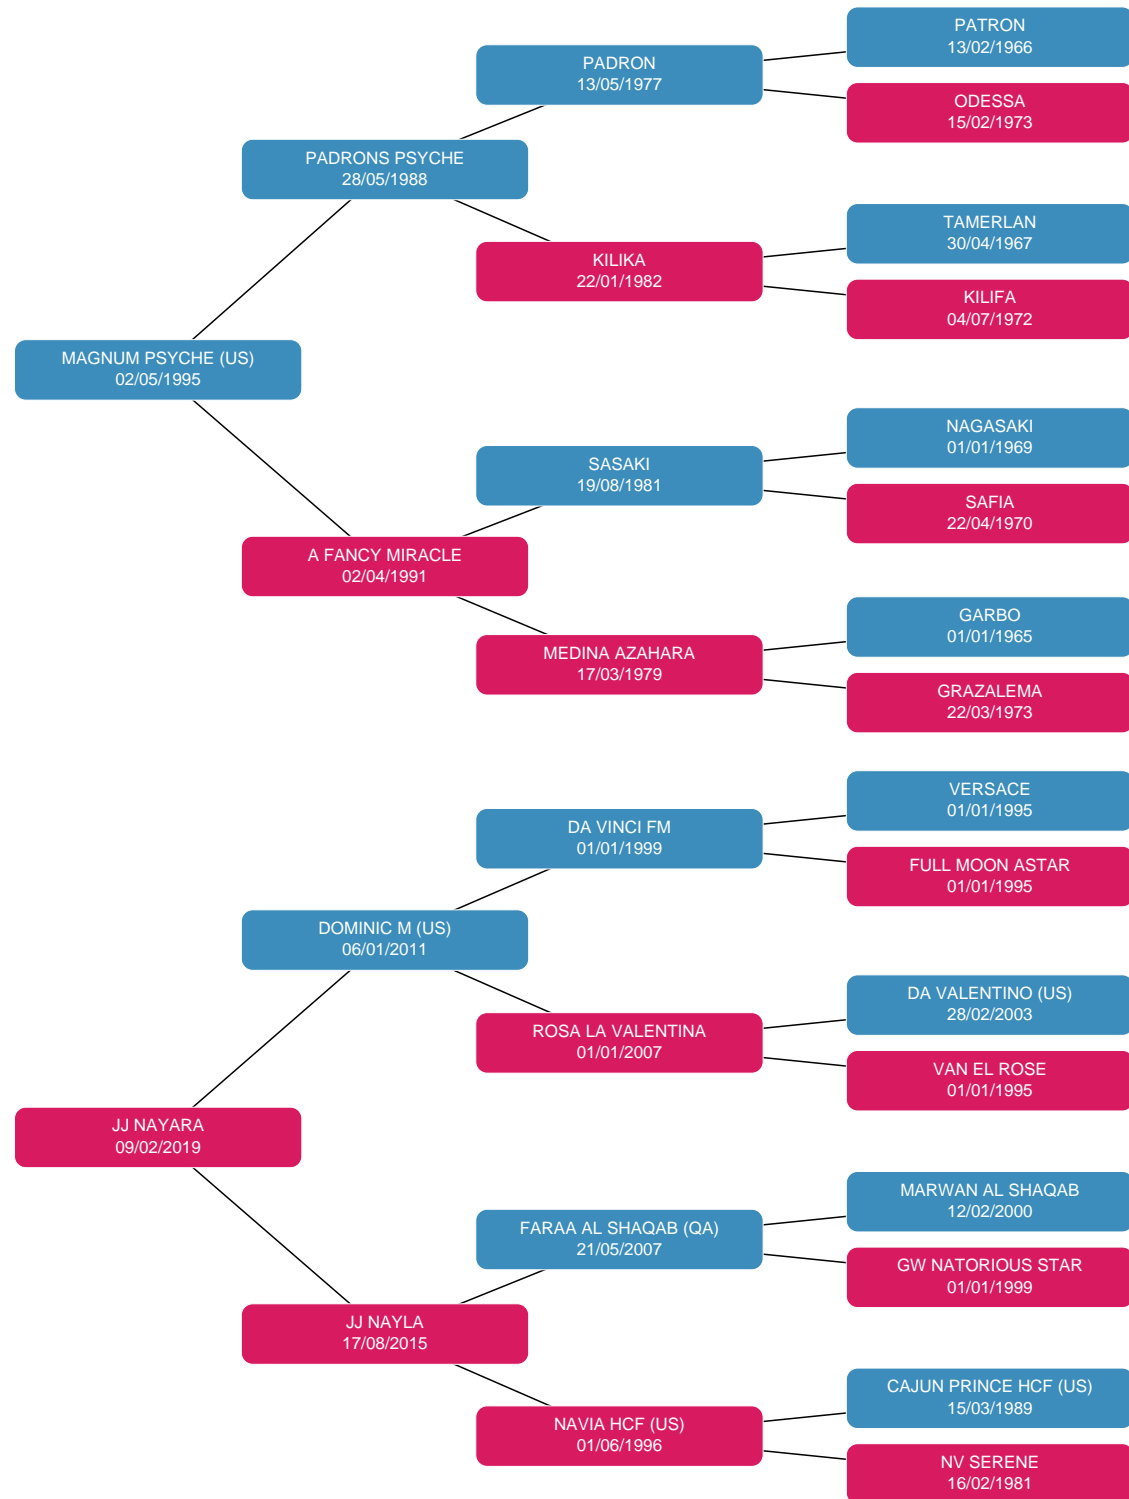 PATRON
13/02/1966
PADRON
13/05/1977
ODESSA
15/02/1973
PADRONS PSYCHE
28/05/1988
TAMERLAN
30/04/1967
KILIKA
22/01/1982
KILIFA
04/07/1972
MAGNUM PSYCHE (US)
02/05/1995
NAGASAKI
01/01/1969
SASAKI
19/08/1981
SAFIA
22/04/1970
A FANCY MIRACLE
02/04/1991
GARBO
01/01/1965
MEDINA AZAHARA
17/03/1979
GRAZALEMA
22/03/1973
VERSACE
01/01/1995
DA VINCI FM
01/01/1999
FULL MOON ASTAR
01/01/1995
DOMINIC M (US)
06/01/2011
DA VALENTINO (US)
28/02/2003
ROSA LA VALENTINA
01/01/2007
VAN EL ROSE
01/01/1995
JJ NAYARA
09/02/2019
MARWAN AL SHAQAB
12/02/2000
FARAA AL SHAQAB (QA)
21/05/2007
GW NATORIOUS STAR
01/01/1999
JJ NAYLA
17/08/2015
CAJUN PRINCE HCF (US)
15/03/1989
NAVIA HCF (US)
01/06/1996
NV SERENE
16/02/1981